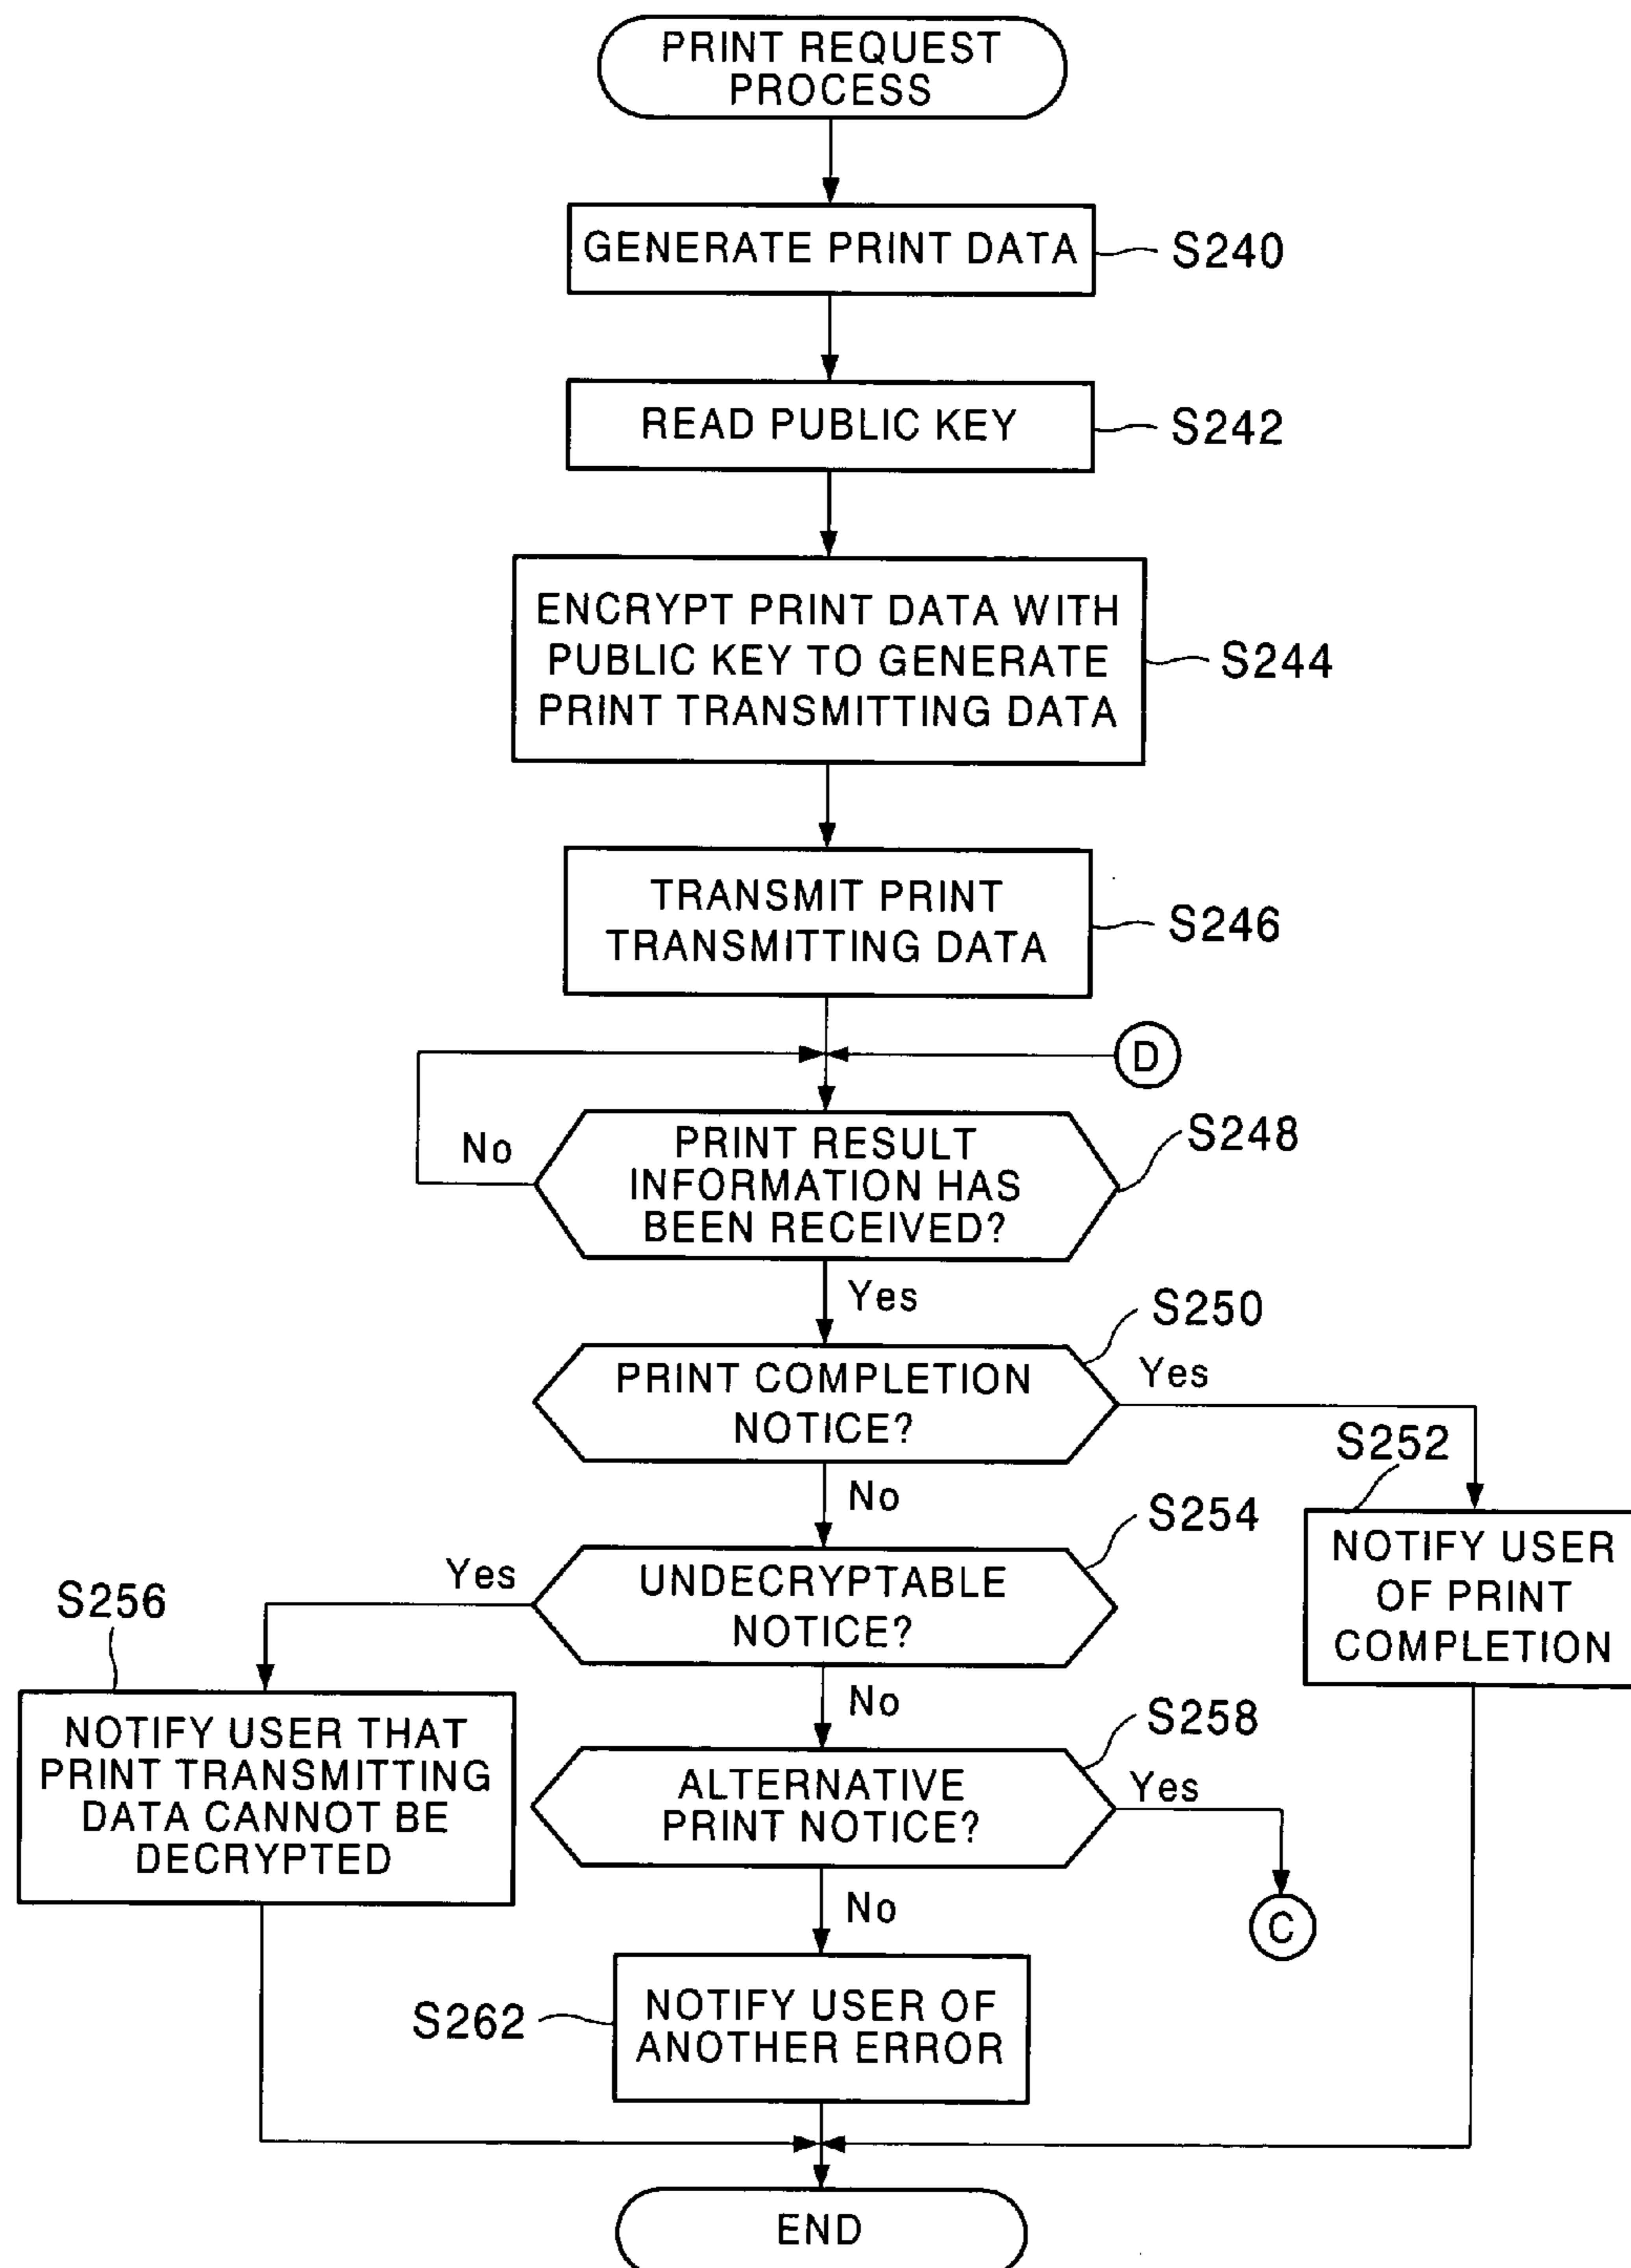 PRINT REQUEST
PROCESS
GENERATE PRINT DATA
S240
READ PUBLIC KEY
S242
ENCRYPT PRINT DATA WITH
PUBLIC KEY TO GENERATE
PRINT TRANSMITTING DATA
S244
TRANSMIT PRINT
TRANSMITTING DATA
S246
D
No
PRINT RESULT
INFORMATION HAS
BEEN RECEIVED?
S248
Yes
S250
PRINT COMPLETION
NOTICE?
Yes
S252
No
NOTIFY USER
OF PRINT
COMPLETION
S254
UNDECRYPTABLE
NOTICE?
Yes
S256
No
NOTIFY USER THAT
PRINT TRANSMITTING
DATA CANNOT BE
DECRYPTED
S258
ALTERNATIVE
PRINT NOTICE?
Yes
C
No
S262
NOTIFY USER OF
ANOTHER ERROR
END